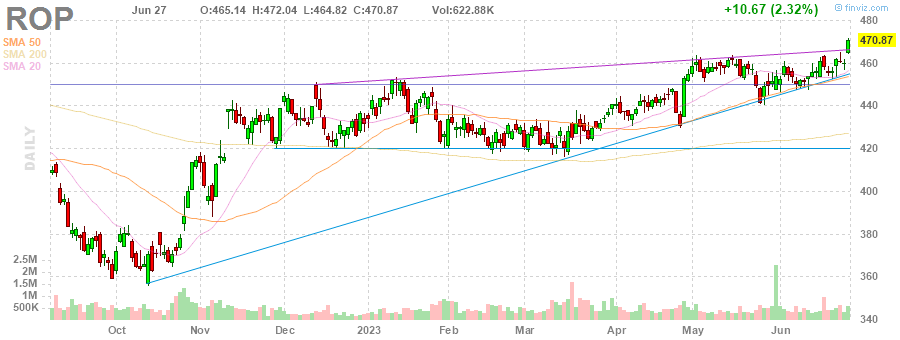 © finviz.com
ROP
Jun 27 O:465.14 H:472.04 L:464.82 C:470.87 Vol:622.88K +10.67 (2.32%)
SMA 50
SMA 200
SMA 20
DAILY
480
470.87
460
440
420
400
380
360
340
2.5M
2M
1.5M
1M
500K
Oct Nov Dec 2023 Feb Mar Apr May Jun